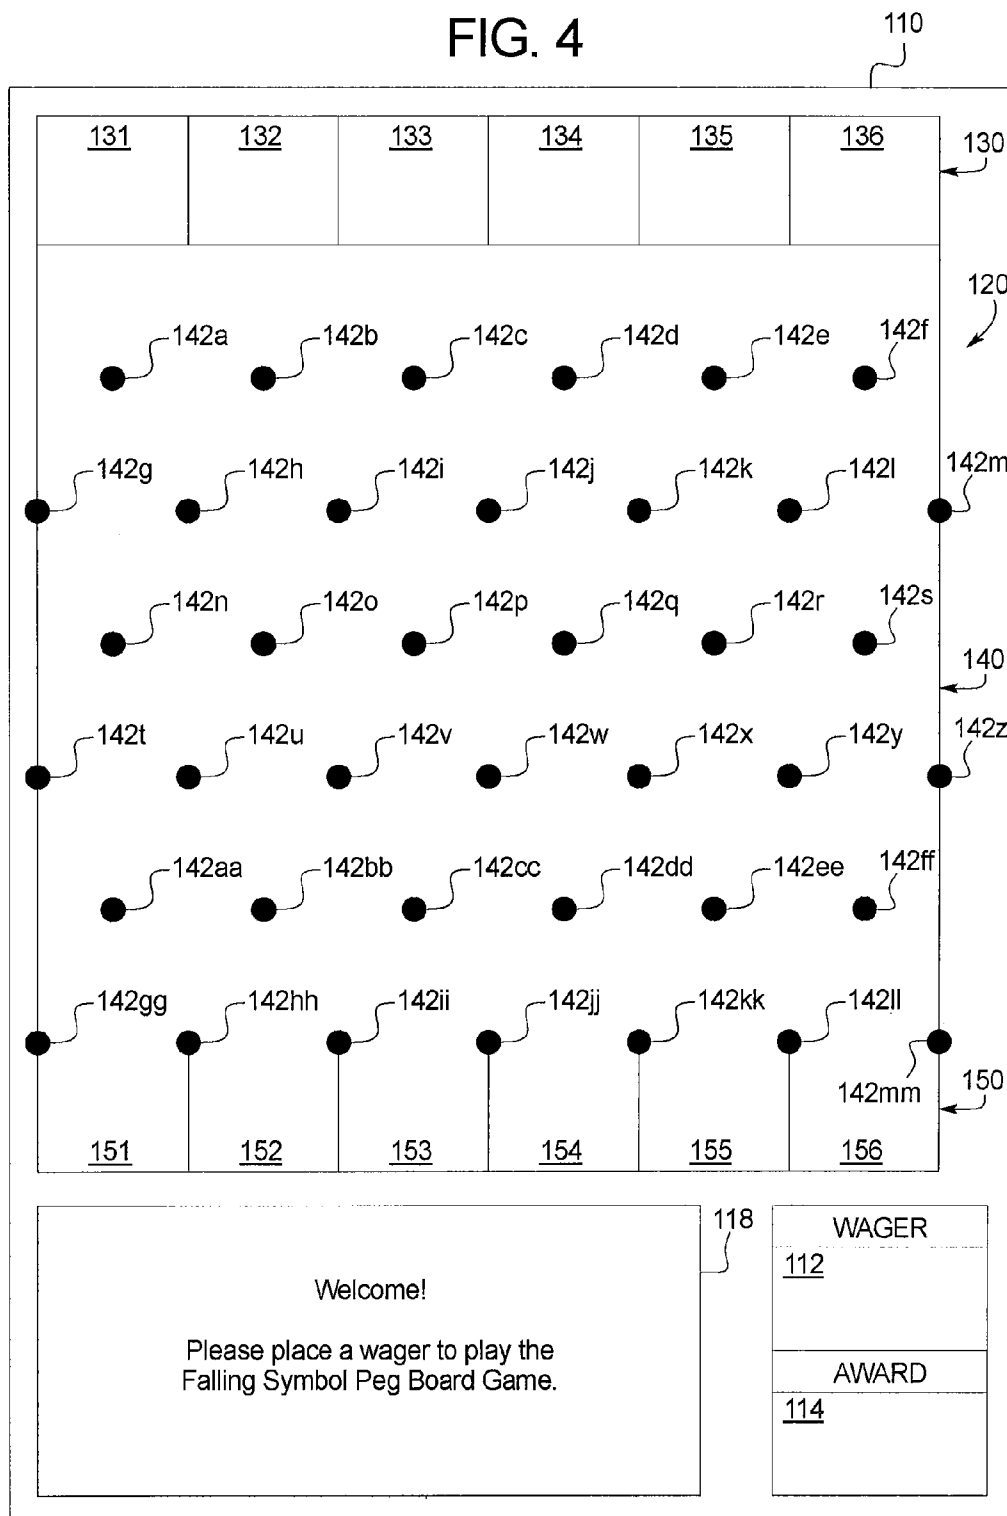 FIG. 4
110
131 132 133 134 135 136
130
120
142a 142b 142c 142d 142e 142f
142g 142h 142i 142j 142k 142l 142m
142n 142o 142p 142q 142r 142s
140
142t 142u 142v 142w 142x 142y 142z
142aa 142bb 142cc 142dd 142ee 142ff
142gg 142hh 142ii 142jj 142kk 142ll
142mm
150
151 152 153 154 155 156
118
Welcome!
Please place a wager to play the
Falling Symbol Peg Board Game.
WAGER
112
AWARD
114